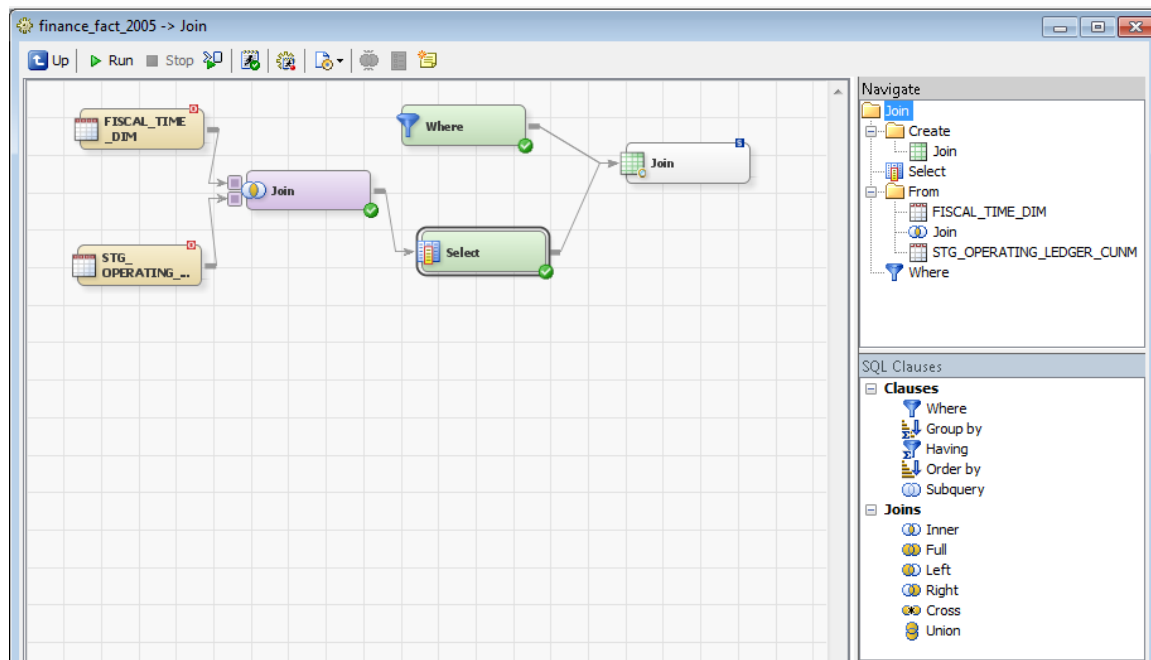 finance_fact_2005 -> Join
Up Run Stop
FISCAL_TIME
_DIM
Where
Join
Join
STG_
OPERATING_...
Select
Navigate
Join
Create
Join
Select
From
FISCAL_TIME_DIM
Join
STG_OPERATING_LEDGER_CUNM
Where
SQL Clauses
Clauses
Where
Group by
Having
Order by
Subquery
Joins
Inner
Full
Left
Right
Cross
Union